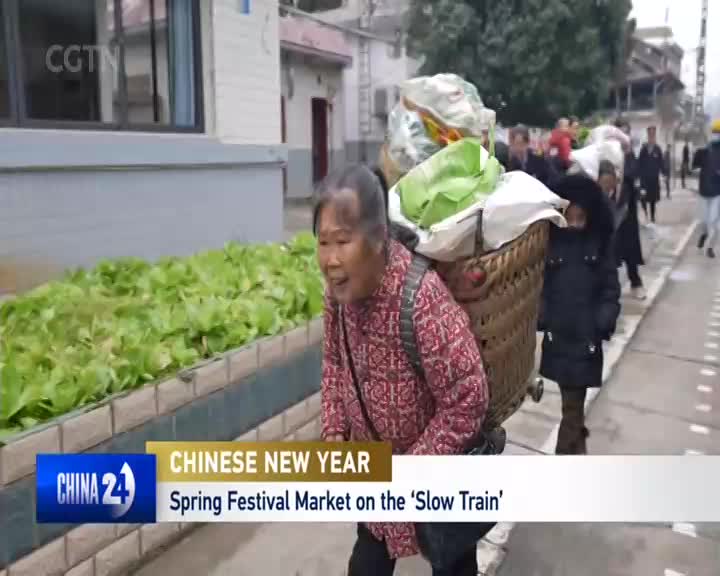 CGTN
CHINESE NEW YEAR
CHINA 24
Spring Festival Market on the ‘Slow Train’